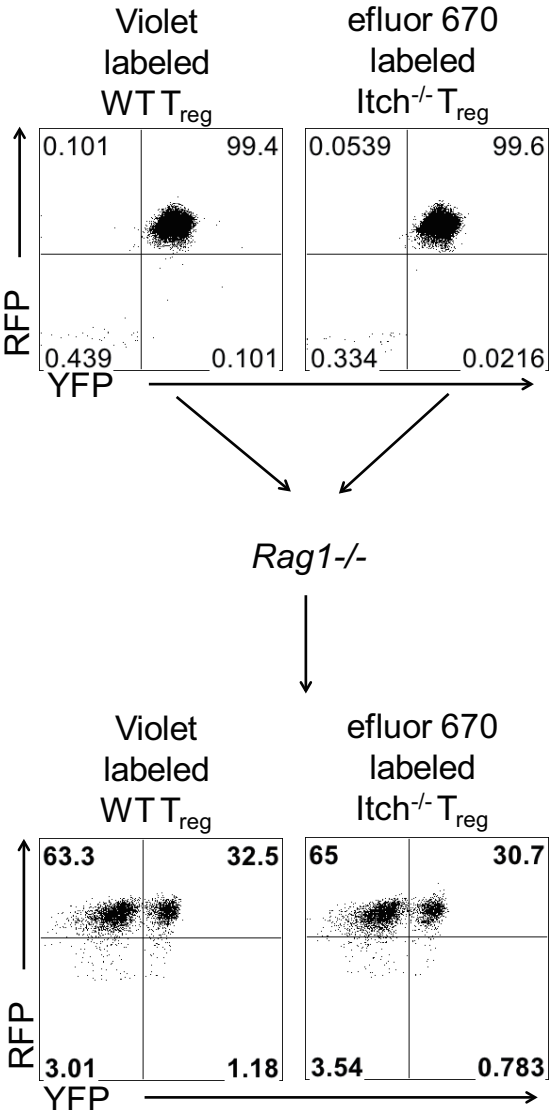 Violet
labeled
WT Treg
efluor 670
labeled
Itch-/- Treg
0.101
99.4
0.439
0.101
0.0539
99.6
0.334
0.0216
RFP
YFP
Rag1-/-
Violet
labeled
WT Treg
efluor 670
labeled
Itch-/- Treg
63.3
32.5
3.01
1.18
65
30.7
3.54
0.783
RFP
YFP